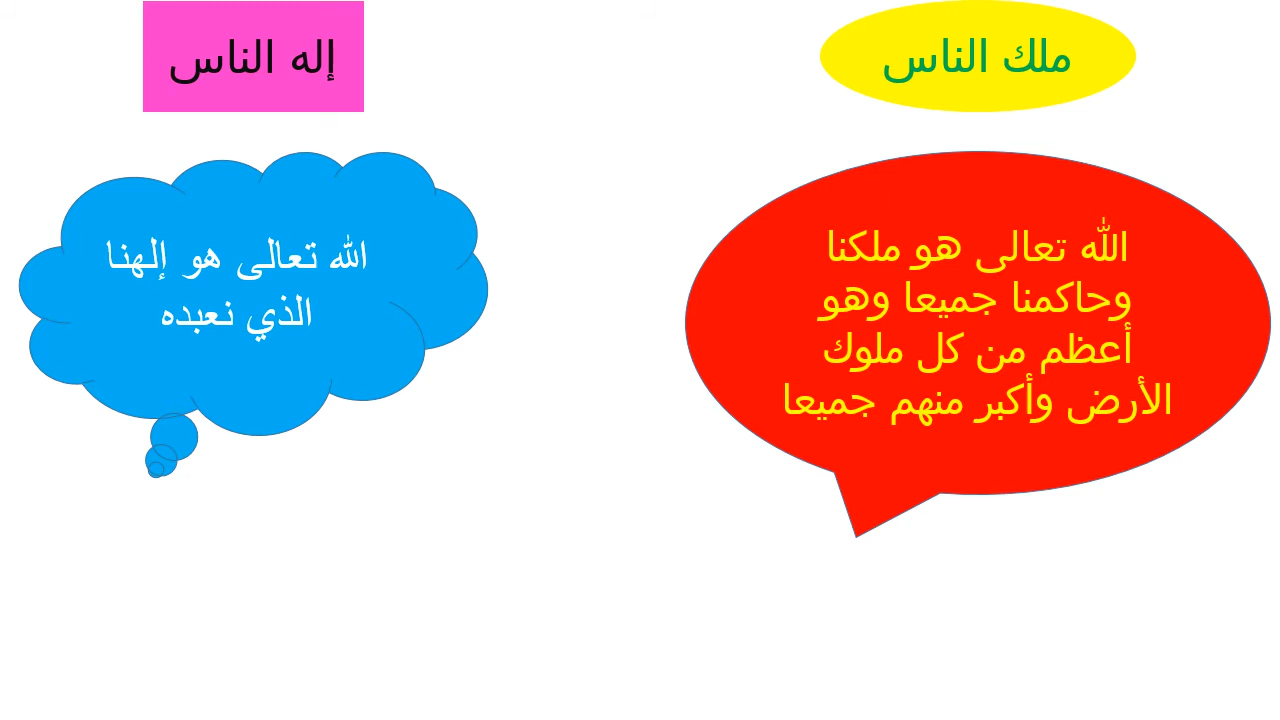 ملك الناس
الله تعالى هو ملكنا
وحاكمنا جميعا وهو
أعظم من كل ملوك
الأرض وأكبر منهم جميعا
إله الناس
الله تعالى هو إلهنا
الذي نعبده